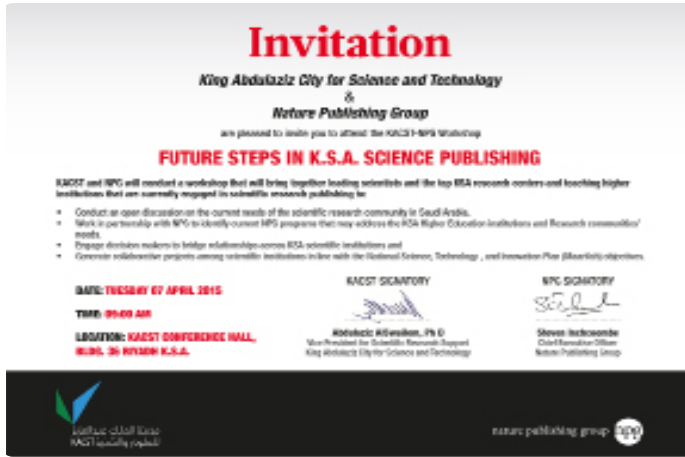 Invitation
King Abdulaziz City for Science and Technology
&
Nature Publishing Group
are pleased to invite you to attend the KACST-NPG Workshop
FUTURE STEPS IN K.S.A. SCIENCE PUBLISHING
KACST and NPG will conduct a workshop that will bring together leading scientists and the top KSA research centers and teaching higher
institutions that are currently engaged in scientific research publishing to:
• Conduct an open discussion on the current needs of the scientific research community in Saudi Arabia.
• Work in partnership with NPG to identify current NPG programs that may address the KSA Higher Education institutions and Research communities'
needs.
• Engage decision makers to bridge relationships across KSA scientific institutions and
• Generate collaborative projects among scientific institutions in line with the National Science, Technology , and Innovation Plan (Maarifah) objectives.
DATE: TUESDAY 07 APRIL 2015
TIME: 09:00 AM
LOCATION: KACST CONFERENCE HALL,
BLDG. 36 RIYADH K.S.A.
KACST SIGNATORY
Abdulaziz AlSwailem, Ph D
Vice President for Scientific Research Support
King Abdulaziz City for Science and Technology
NPG SIGNATORY
Steven Inchcoombe
Chief Executive Officer
Nature Publishing Group
مدينة الملك عبدالعزيز
للعلوم والتقنية KACST
nature publishing group npg